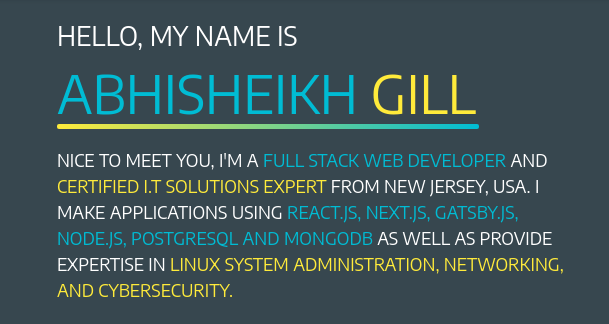 HELLO, MY NAME IS
ABHISHEIKH GILL
NICE TO MEET YOU, I'M A FULL STACK WEB DEVELOPER AND
CERTIFIED I.T SOLUTIONS EXPERT FROM NEW JERSEY, USA. I
MAKE APPLICATIONS USING REACT.JS, NEXT.JS, GATSBY.JS,
NODE.JS, POSTGRESQL AND MONGODB AS WELL AS PROVIDE
EXPERTISE IN LINUX SYSTEM ADMINISTRATION, NETWORKING,
AND CYBERSECURITY.